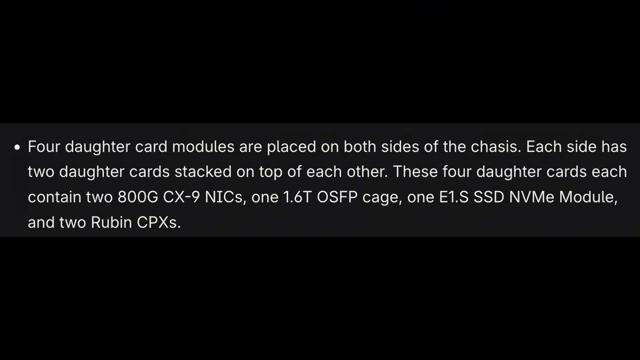 • Four daughter card modules are placed on both sides of the chasis. Each side has
two daughter cards stacked on top of each other. These four daughter cards each
contain two 800G CX-9 NICs, one 1.6T OSFP cage, one E1.S SSD NVMe Module,
and two Rubin CPXs.